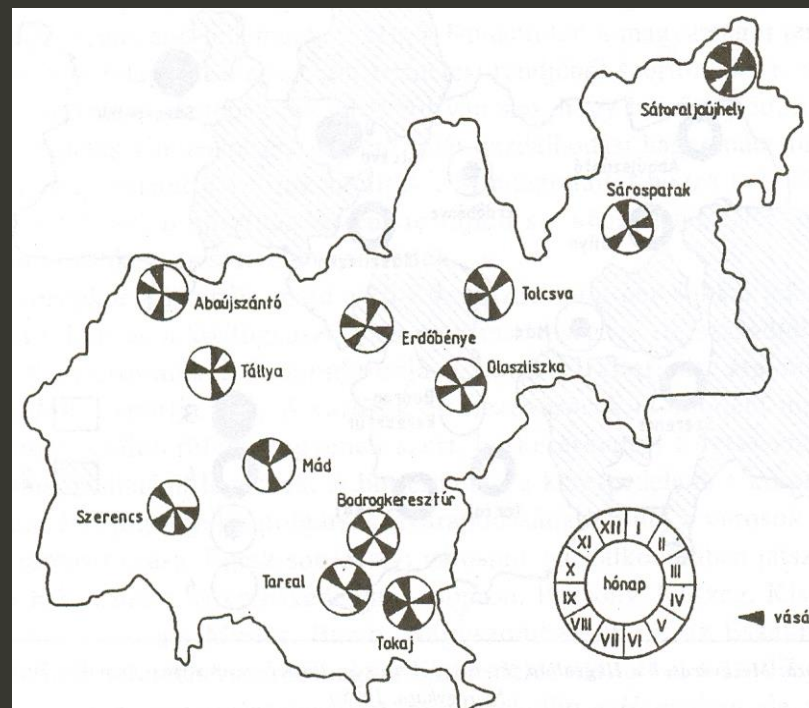 Sátoraljaújhely
Sárospatak
Abaújszántó
Tolcsva
Erdőbénye
Tállya
Olaszliszka
Mád
Bodrogkeresztúr
Szerencs
Tarcal
Tokaj
XII I
XI II
X hónap III
IX IV
VIII V
VII VI
vásá